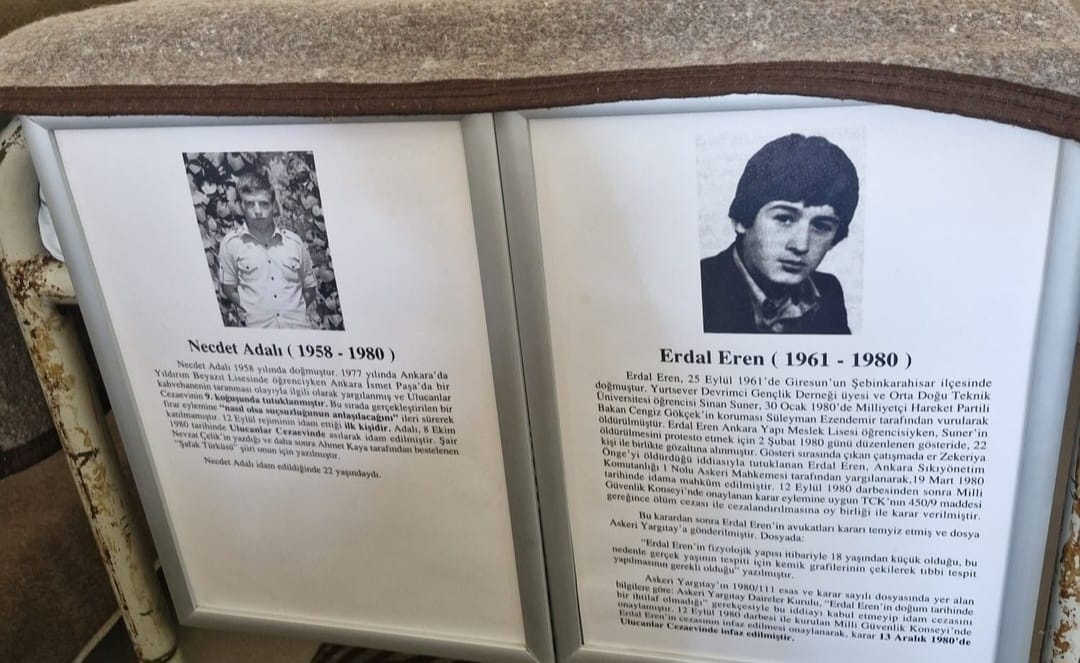 Necdet Adalı ( 1958 - 1980 )
Necdet Adalı 1958 yılında doğmuştur. 1977 yılında Ankara'da
Yıldırım Beyazıt Lisesinde öğrenciyken Ankara İsmet Paşa'da bir
kahvehanenin taranması olayıyla ilgili olarak yargılanmış ve Ulucanlar
Cezaevinin 9. koğuşunda tutuklanmıştır. Bu sırada gerçekleştirilen bir
firar eylemine "nasıl olsa suçsuzluğunun anlaşılacağını" ileri sürerek
katılmamıştır. 12 Eylül rejiminin idam ettiği ilk kişidir. Adalı, 8 Ekim
1980 tarihinde Ulucanlar Cezaevinde asılarak idam edilmiştir. Şair
Nevzat Çelik'in yazdığı ve daha sonra Ahmet Kaya tarafından bestelenen
"Şafak Türküsü" şiiri onun için yazılmıştır.
Necdet Adalı idam edildiğinde 22 yaşındaydı.
Erdal Eren ( 1961 - 1980 )
Erdal Eren, 25 Eylül 1961'de Giresun'un Şebinkarahisar ilçesinde
doğmuştur. Yurtsever Devrimci Gençlik Derneği üyesi ve Orta Doğu Teknik
Üniversitesi öğrencisi Sinan Suner, 30 Ocak 1980'de Milliyetçi Hareket Partili
Bakan Cengiz Gökçek'in koruması Süleyman Ezendemir tarafından vurularak
öldürülmüştür. Erdal Eren Ankara Yapı Meslek Lisesi öğrencisiyken, Suner'in
öldürülmesini protesto etmek için 2 Şubat 1980 günü düzenlenen gösteride, 22
kişi ile birlikte gözaltına alınmıştır. Gösteri sırasında çıkan çatışmada er Zekeriya
Önge'yi öldürdüğü iddiasıyla tutuklanan Erdal Eren, Ankara Sıkıyönetim
Komutanlığı 1 Nolu Askeri Mahkemesi tarafından yargılanarak,19 Mart 1980
tarihinde idama mahkûm edilmiştir. 12 Eylül 1980 darbesinden sonra Milli
Güvenlik Konseyi'nde onaylanan karar eylemine uygun TCK'nın 450/9 maddesi
gereğince ölüm cezası ile cezalandırılmasına oy birliği ile karar verilmiştir.
Bu karardan sonra Erdal Eren'in avukatları kararı temyiz etmiş ve dosya
Askeri Yargıtay'a gönderilmiştir. Dosyada:
"Erdal Eren'in fizyolojik yapısı itibariyle 18 yaşından küçük olduğu, bu
nedenle gerçek yaşının tespiti için kemik grafilerinin çekilerek tıbbi tespit
yapılmasının gerekli olduğu" yazılmıştır.
Askeri Yargıtay'ın 1980/111 esas ve karar sayılı dosyasında yer alan
bilgilere göre: Askeri Yargıtay Daireler Kurulu, "Erdal Eren'in doğum tarihinde
bir ihtilaf olmadığı" gerekçesiyle bu iddiayı kabul etmeyip idam cezasını
onaylamıştır. 12 Eylül 1980 darbesi ile kurulan Milli Güvenlik Konseyi'nde
Erdal Eren'in cezasının infaz edilmesi onaylanarak, karar 13 Aralık 1980'de
Ulucanlar Cezaevinde infaz edilmiştir.